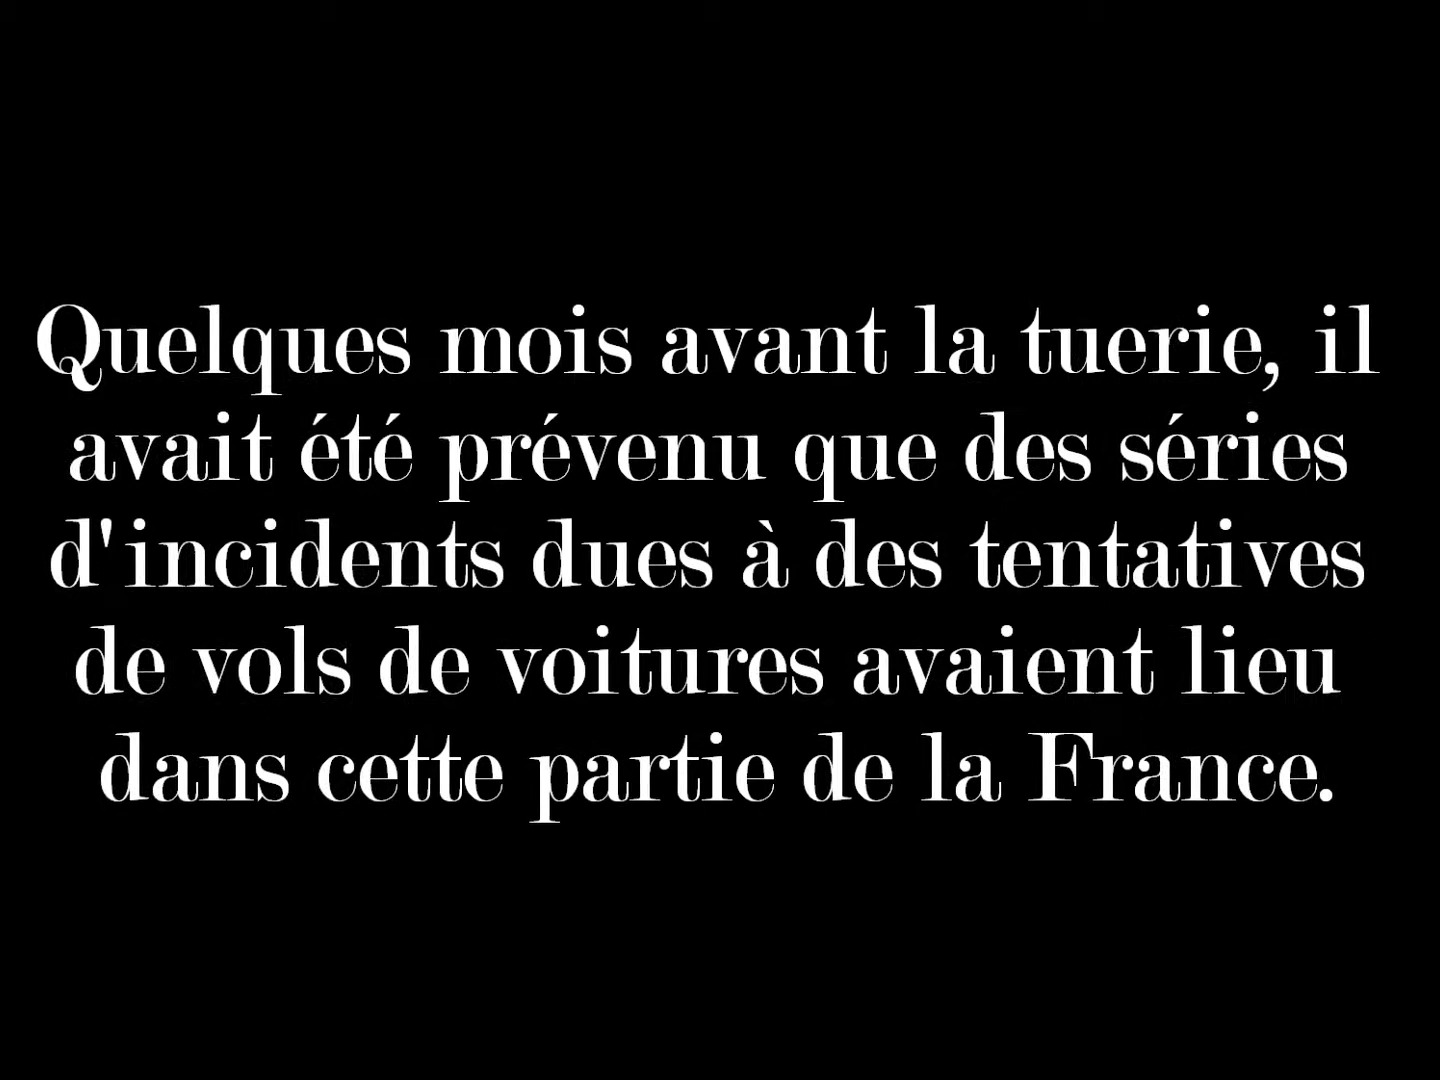 Quelques mois avant la tuerie, il
avait été prévenu que des séries
d'incidents dues à des tentatives
de vols de voitures avaient lieu
dans cette partie de la France.